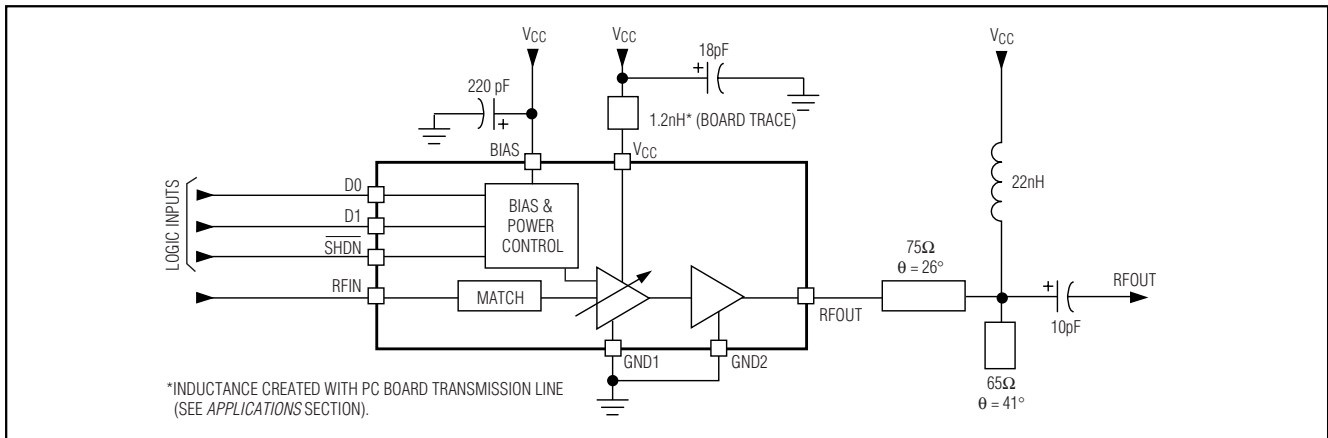 VCC
VCC
18pF
+
VCC
220 pF
+
1.2nH* (BOARD TRACE)
BIAS
VCC
22nH
LOGIC INPUTS
D0
D1
SHDN
BIAS &
POWER
CONTROL
RFIN
MATCH
RFOUT
75Ω
θ = 26°
+
10pF
RFOUT
GND1
GND2
65Ω
θ = 41°
*INDUCTANCE CREATED WITH PC BOARD TRANSMISSION LINE
(SEE APPLICATIONS SECTION).